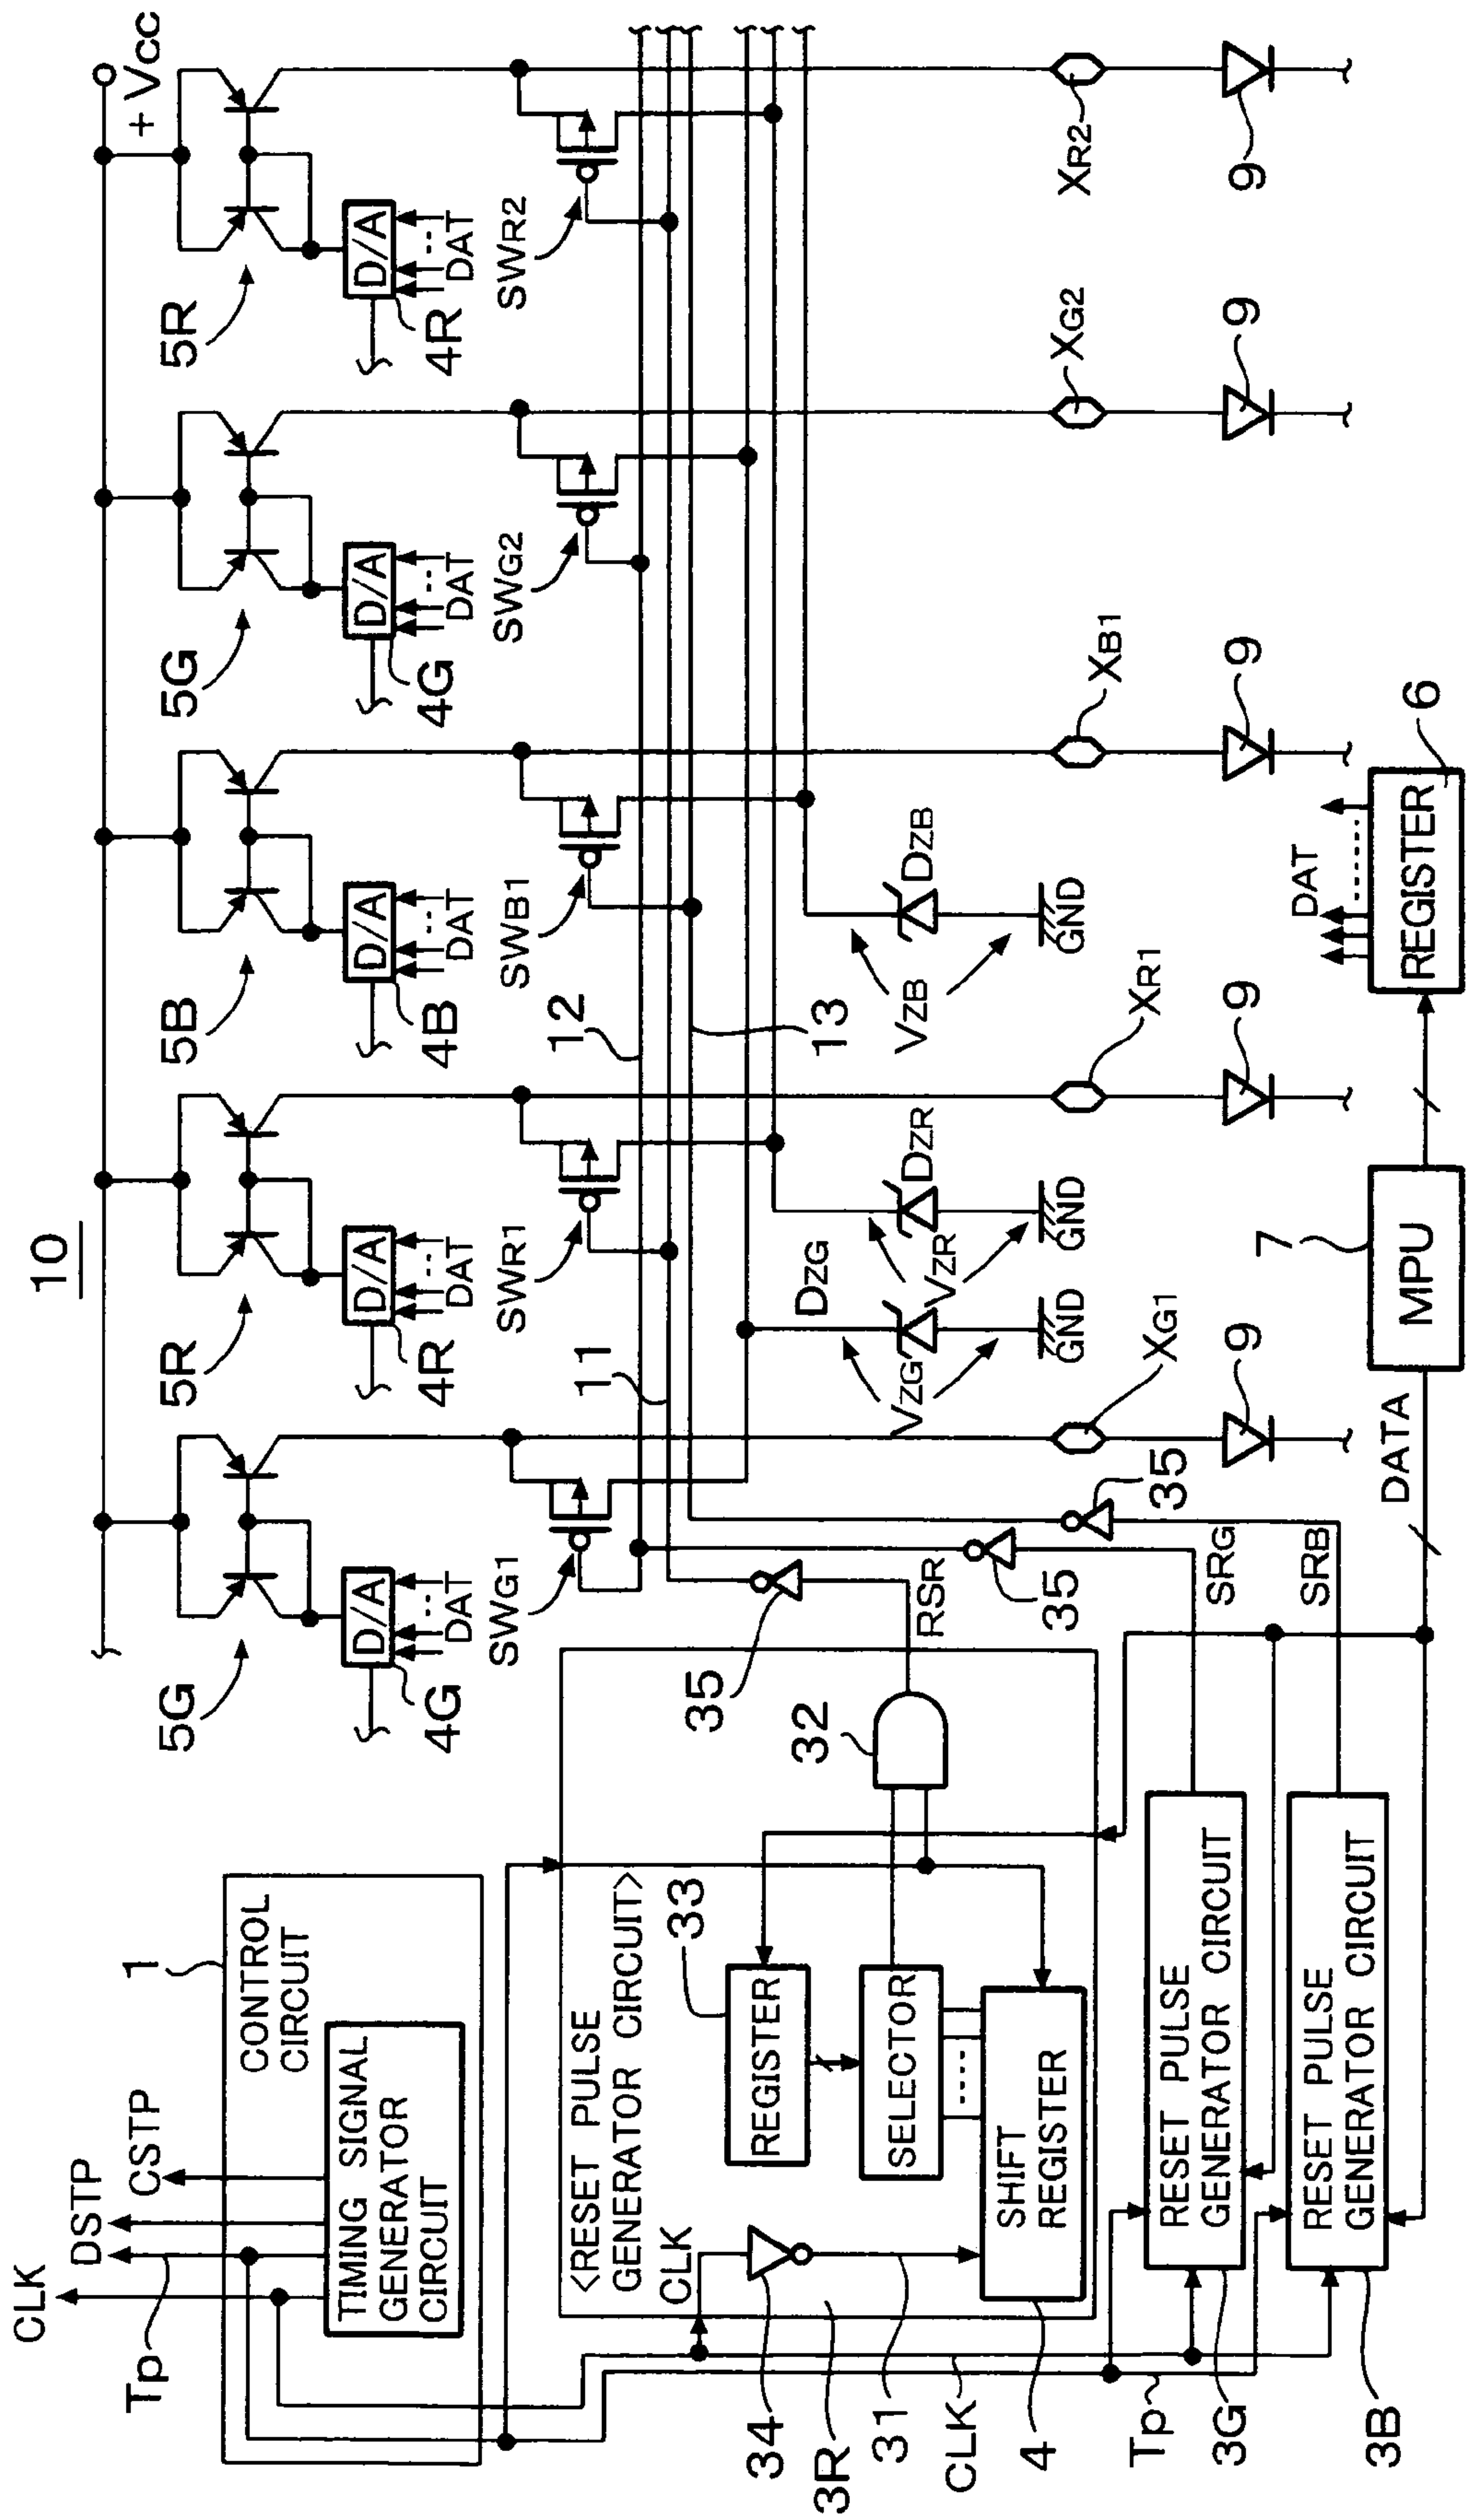 10
+Vcc
5G
5R
5B
5G
5R
D/A
D/A
D/A
D/A
D/A
4G
DAT
4R
DAT
4B
DAT
4G
DAT
4R
DAT
SWG1
SWR1
SWB1
SWG2
SWR2
11
12
13
DZG
DZR
DZB
VZG
VZR
VZB
GND
GND
GND
XG1
XR1
XB1
XG2
XR2
9
9
9
9
9
CLK
DSTP
CSTP
Tp
1
CONTROL
CIRCUIT
TIMING SIGNAL
GENERATOR
CIRCUIT
<RESET PULSE
GENERATOR CIRCUIT>
CLK
33
REGISTER
SELECTOR
SHIFT
REGISTER
32
35
35
35
RSR
SRG
SRB
34
3R
31
CLK
4
Tp
3G
3B
RESET PULSE
GENERATOR CIRCUIT
RESET PULSE
GENERATOR CIRCUIT
DATA
7
MPU
DAT
6
REGISTER